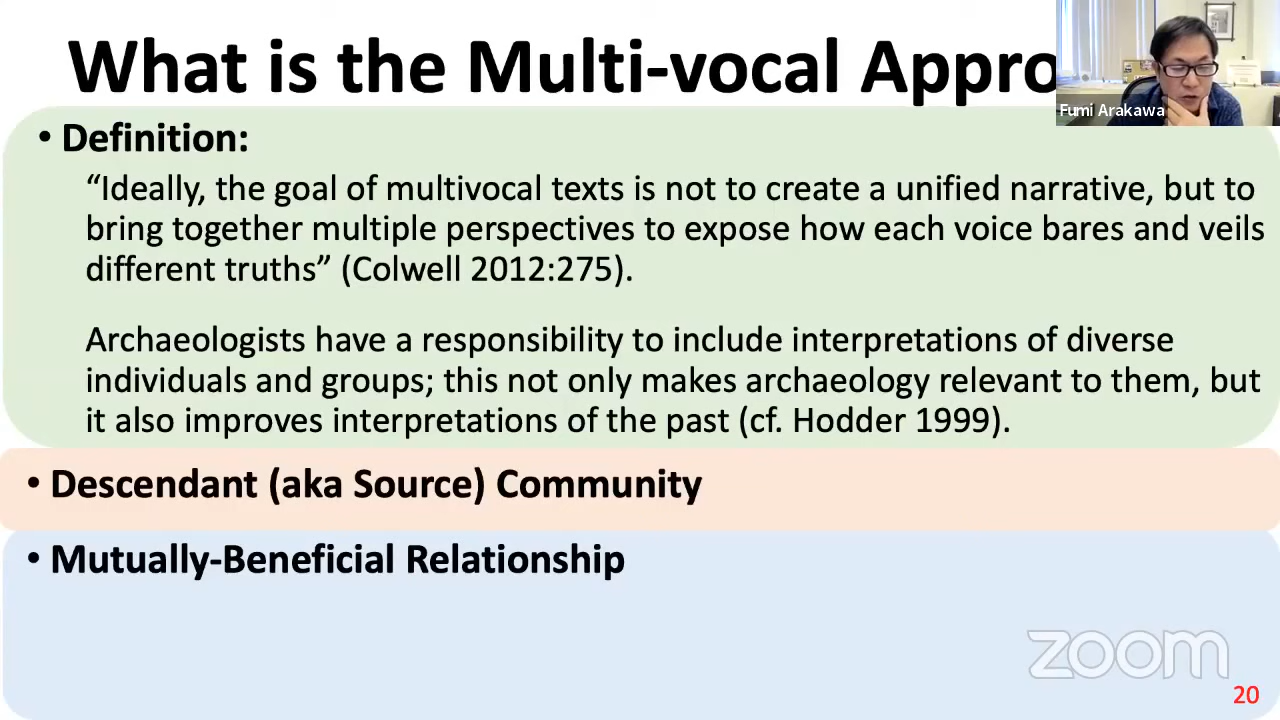 What is the Multi-vocal Appro
Fumi Arakawa
• Definition:
“Ideally, the goal of multivocal texts is not to create a unified narrative, but to
bring together multiple perspectives to expose how each voice bares and veils
different truths” (Colwell 2012:275).
Archaeologists have a responsibility to include interpretations of diverse
individuals and groups; this not only makes archaeology relevant to them, but
it also improves interpretations of the past (cf. Hodder 1999).
• Descendant (aka Source) Community
• Mutually-Beneficial Relationship
zoom
20